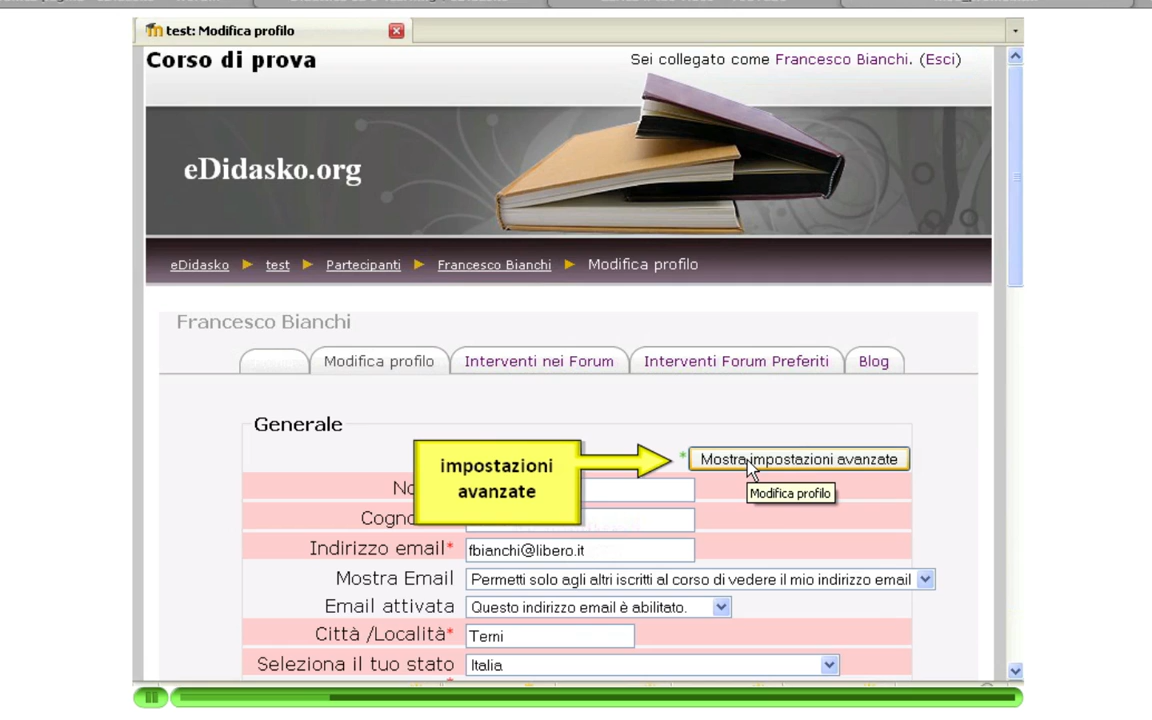 test: Modifica profilo
Corso di prova
Sei collegato come Francesco Bianchi. (Esci)
eDidasko.org
eDidasko ► test ► Partecipanti ► Francesco Bianchi ► Modifica profilo
Francesco Bianchi
Modifica profilo
Interventi nei Forum
Interventi Forum Preferiti
Blog
Generale
impostazioni
avanzate
* Mostra impostazioni avanzate
Modifica profilo
Indirizzo email* fbianchi@libero.it
Mostra Email Permetti solo agli altri iscritti al corso di vedere il mio indirizzo email
Email attivata Questo indirizzo email è abilitato.
Città /Località* Terni
Seleziona il tuo stato Italia
*